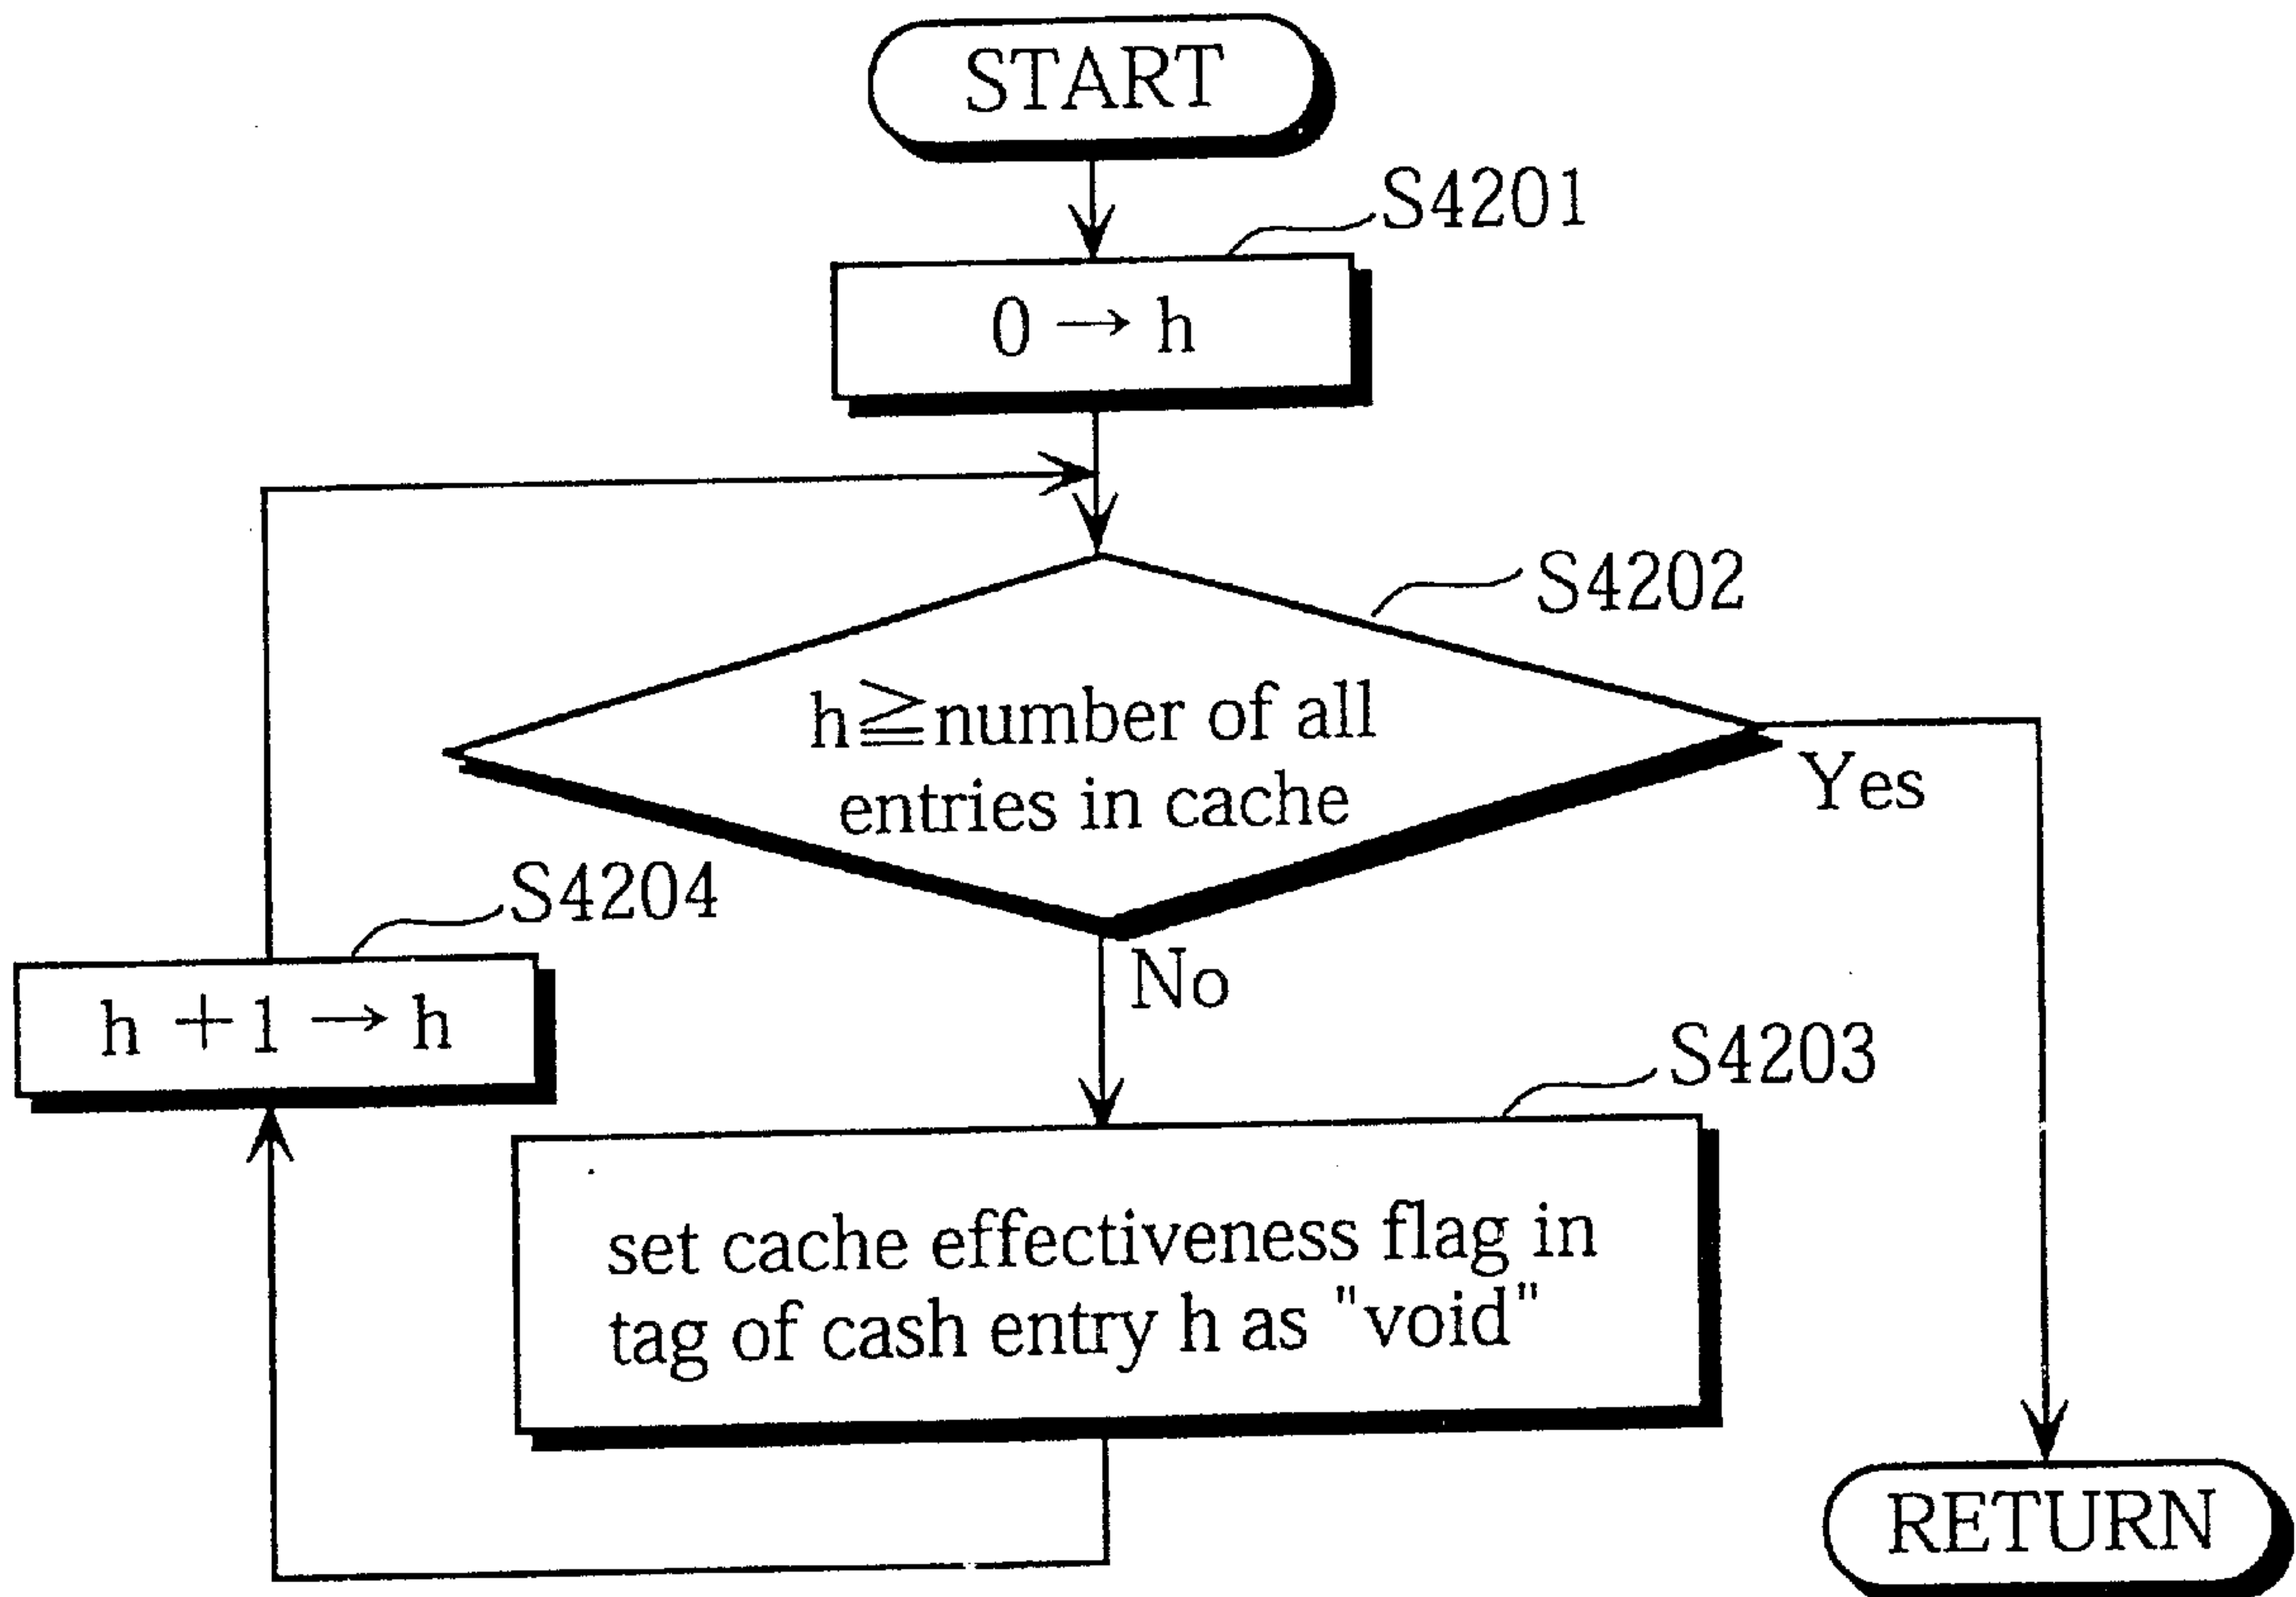 START
S4201
0 → h
S4202
h≧number of all
entries in cache
Yes
S4204
No
h +1 → h
S4203
set cache effectiveness flag in
tag of cash entry h as "void"
RETURN